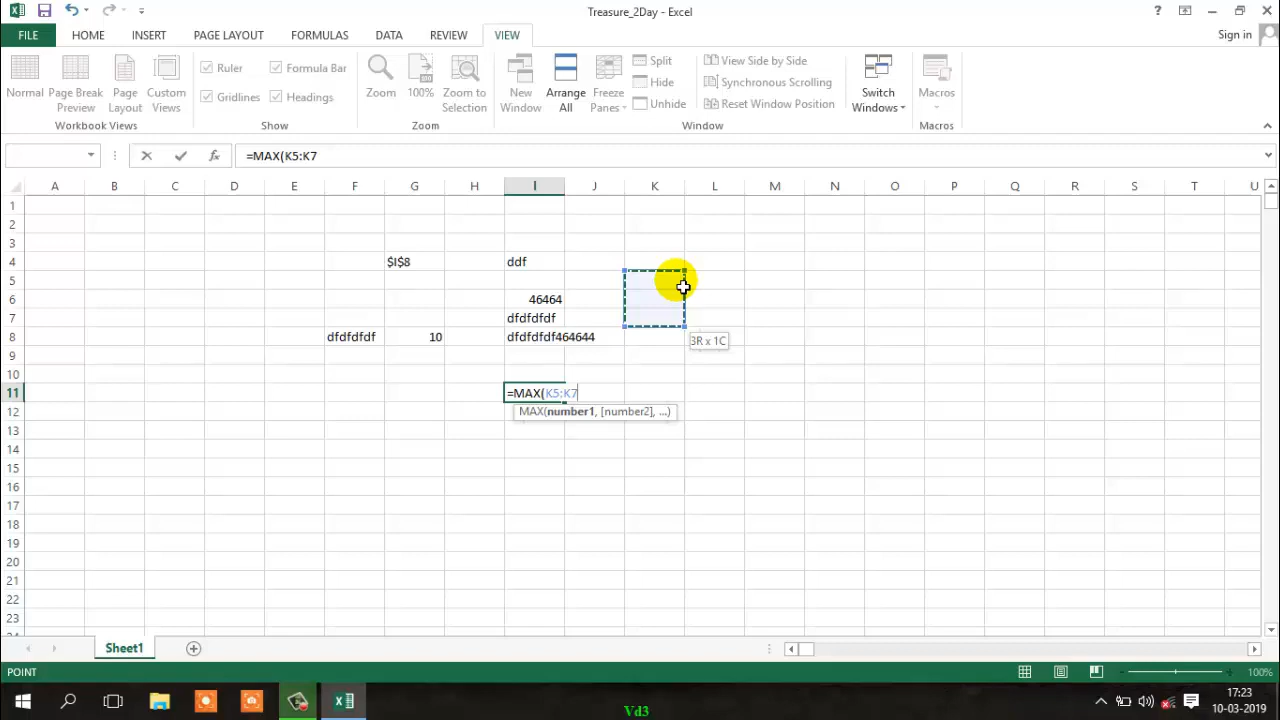 Treasure_2Day - Excel
Sign in
FILE HOME INSERT PAGE LAYOUT FORMULAS DATA REVIEW VIEW
Normal
Page Break Preview
Page Layout
Custom Views
Workbook Views
Ruler
Formula Bar
Gridlines
Headings
Show
Zoom
100%
Zoom to Selection
Zoom
New Window
Arrange All
Freeze Panes
Split
Hide
Unhide
View Side by Side
Synchronous Scrolling
Reset Window Position
Switch Windows
Window
Macros
Macros
fx =MAX(K5:K7
A B C D E F G H I J K L M N O P Q R S T U
1
2
3
4 $I$8 ddf
5
6 46464
7 dfdfdfdf
8 dfdfdfdf 10 dfdfdfdf464644
3R x 1C
9
10
11 =MAX(K5:K7
12 MAX(number1, [number2], ...)
13
14
15
16
17
18
19
20
21
22
23
Sheet1
POINT 100%
17:23
10-03-2019
Vd3